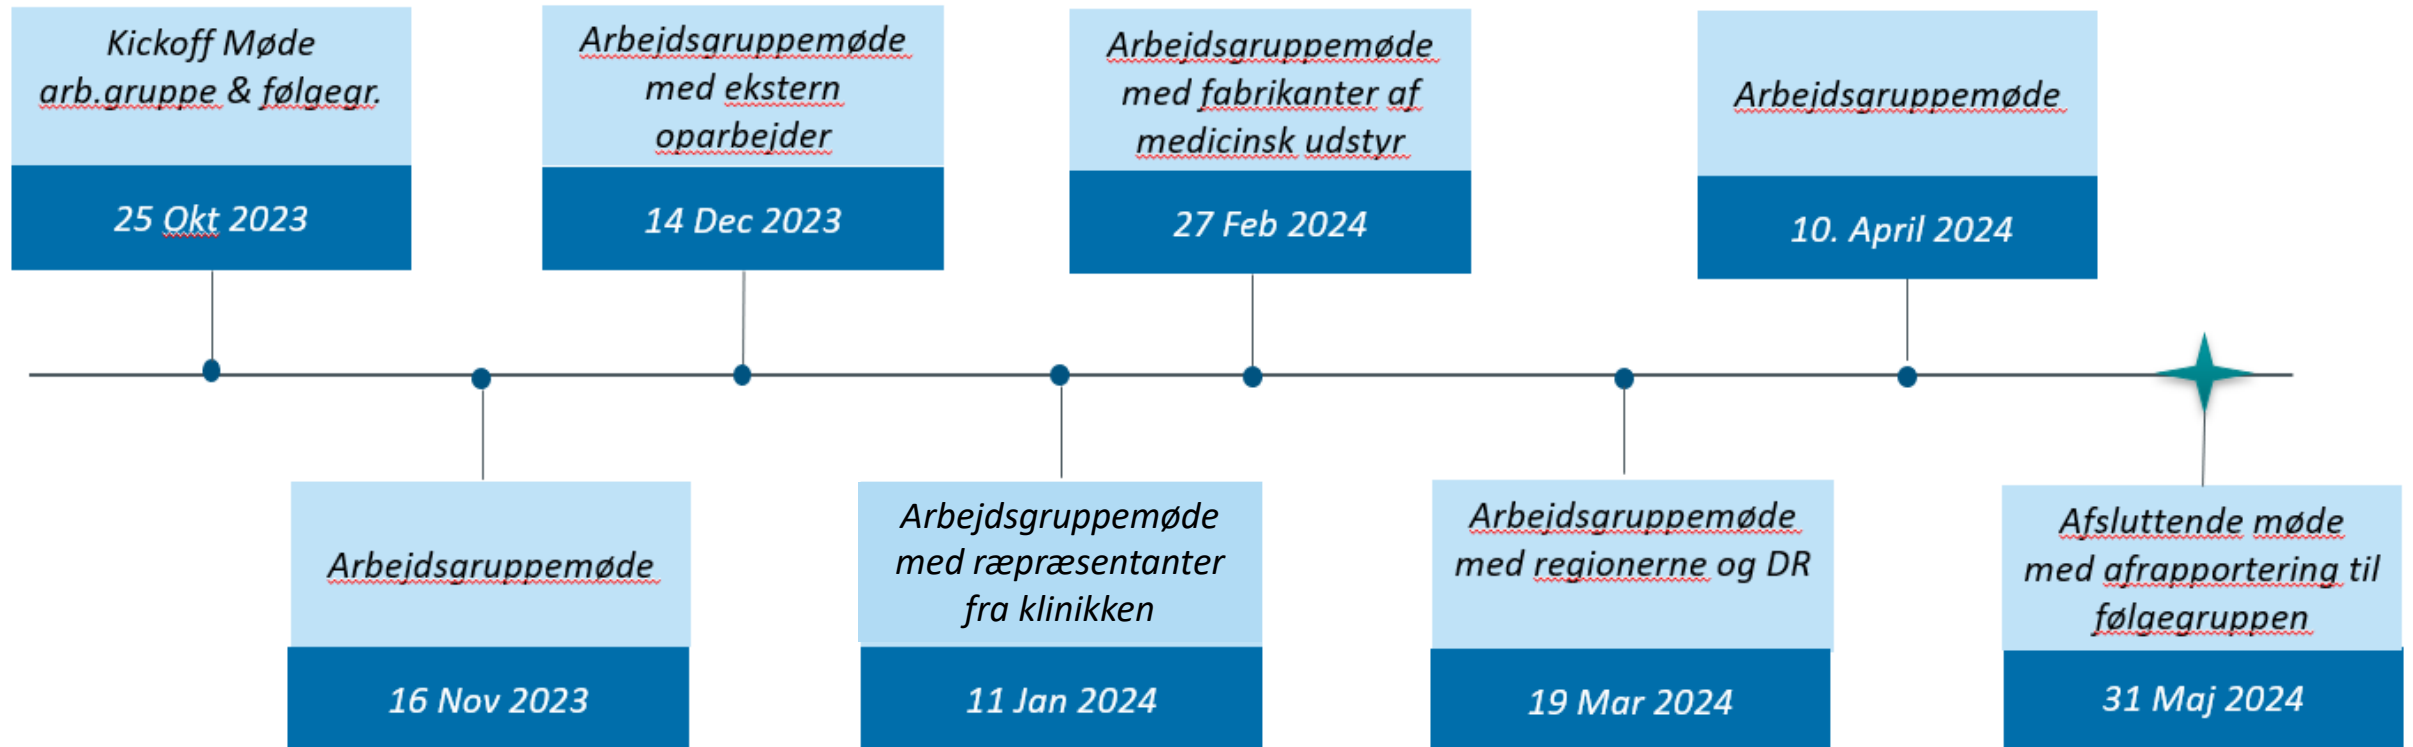 Kickoff Møde
arb.gruppe & følgegr.
25 Okt 2023
Arbejdsgruppemøde
16 Nov 2023
Arbejdsgruppemøde
med ekstern
oparbejder
14 Dec 2023
Arbejdsgruppemøde
med ræpræsentanter
fra klinikken
11 Jan 2024
Arbejdsgruppemøde
med fabrikanter af
medicinsk udstyr
27 Feb 2024
Arbejdsgruppemøde
med regionerne og DR
19 Mar 2024
Arbejdsgruppemøde
10. April 2024
Afsluttende møde
med afrapportering til
følgegruppen
31 Maj 2024